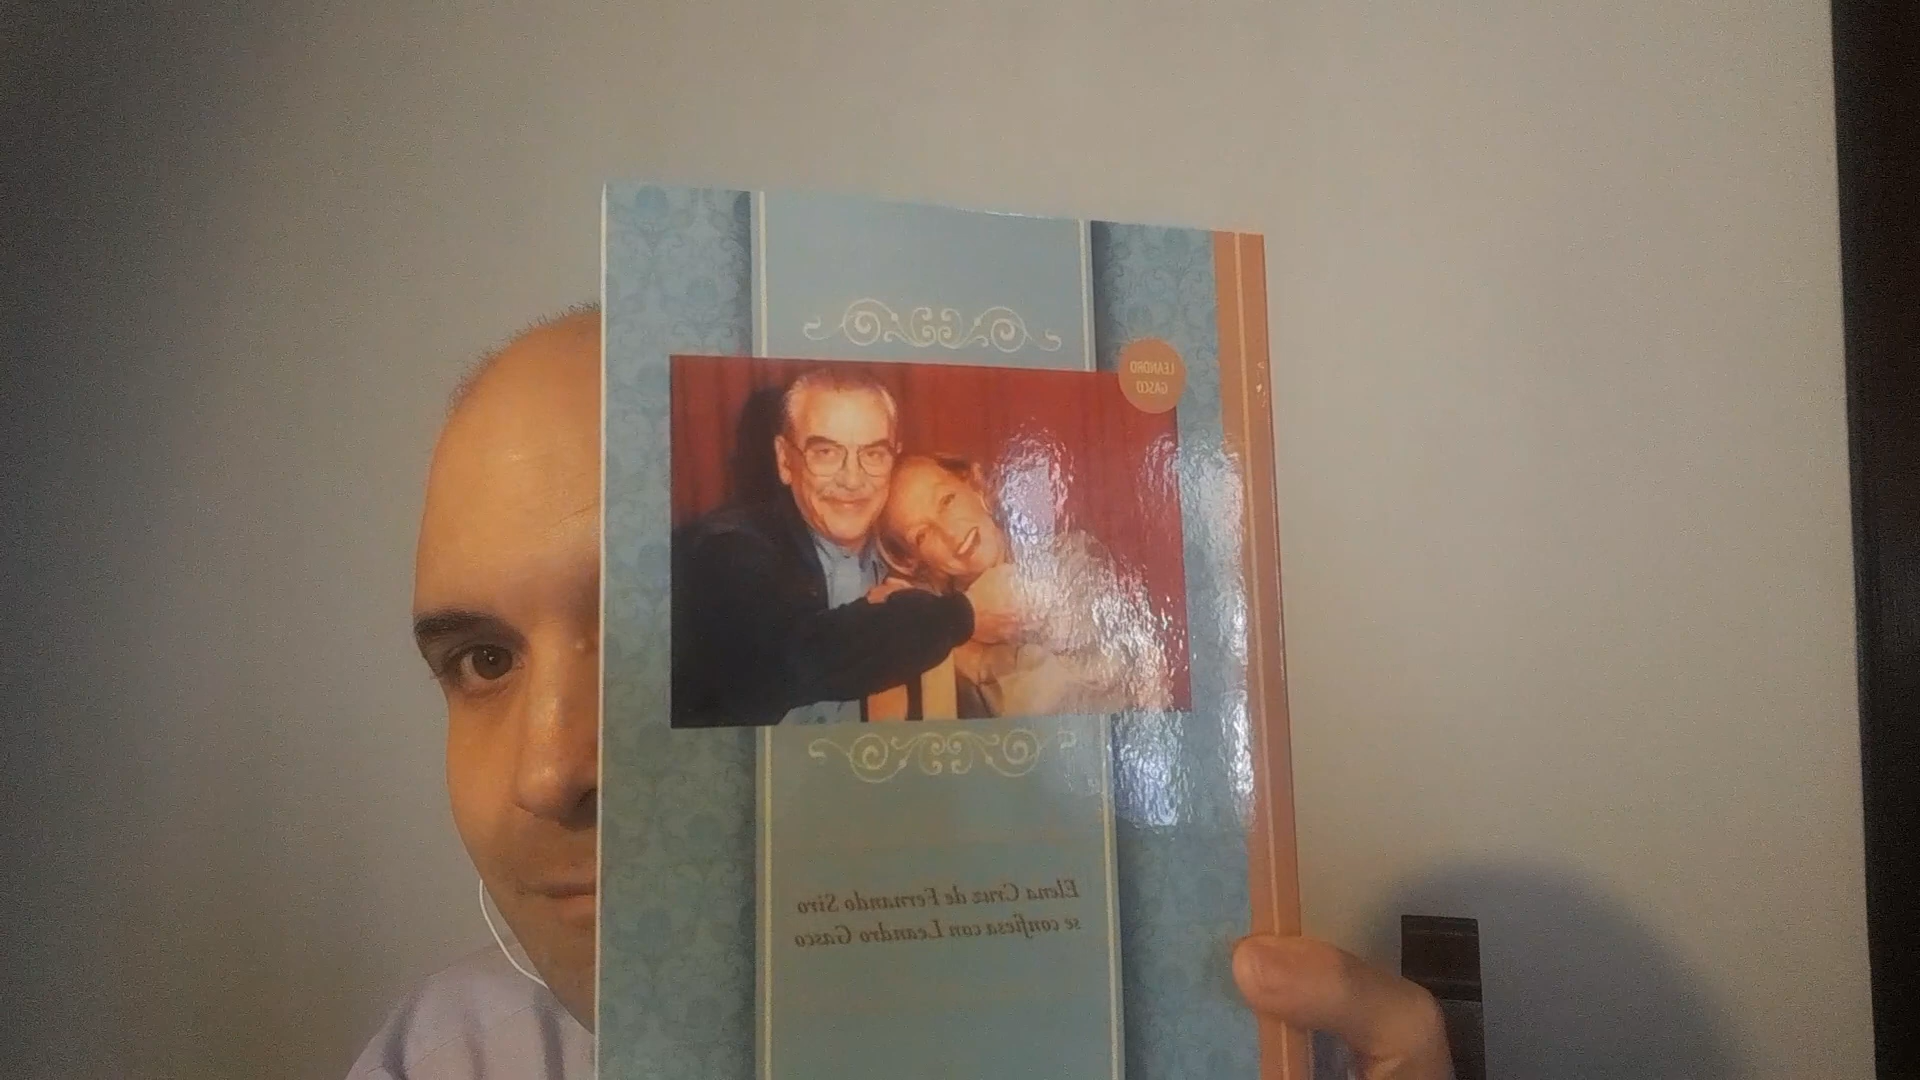 LEANDRO
GASCO
Elena Cruz de Fernando Siro
se confiesa con Leandro Gasco